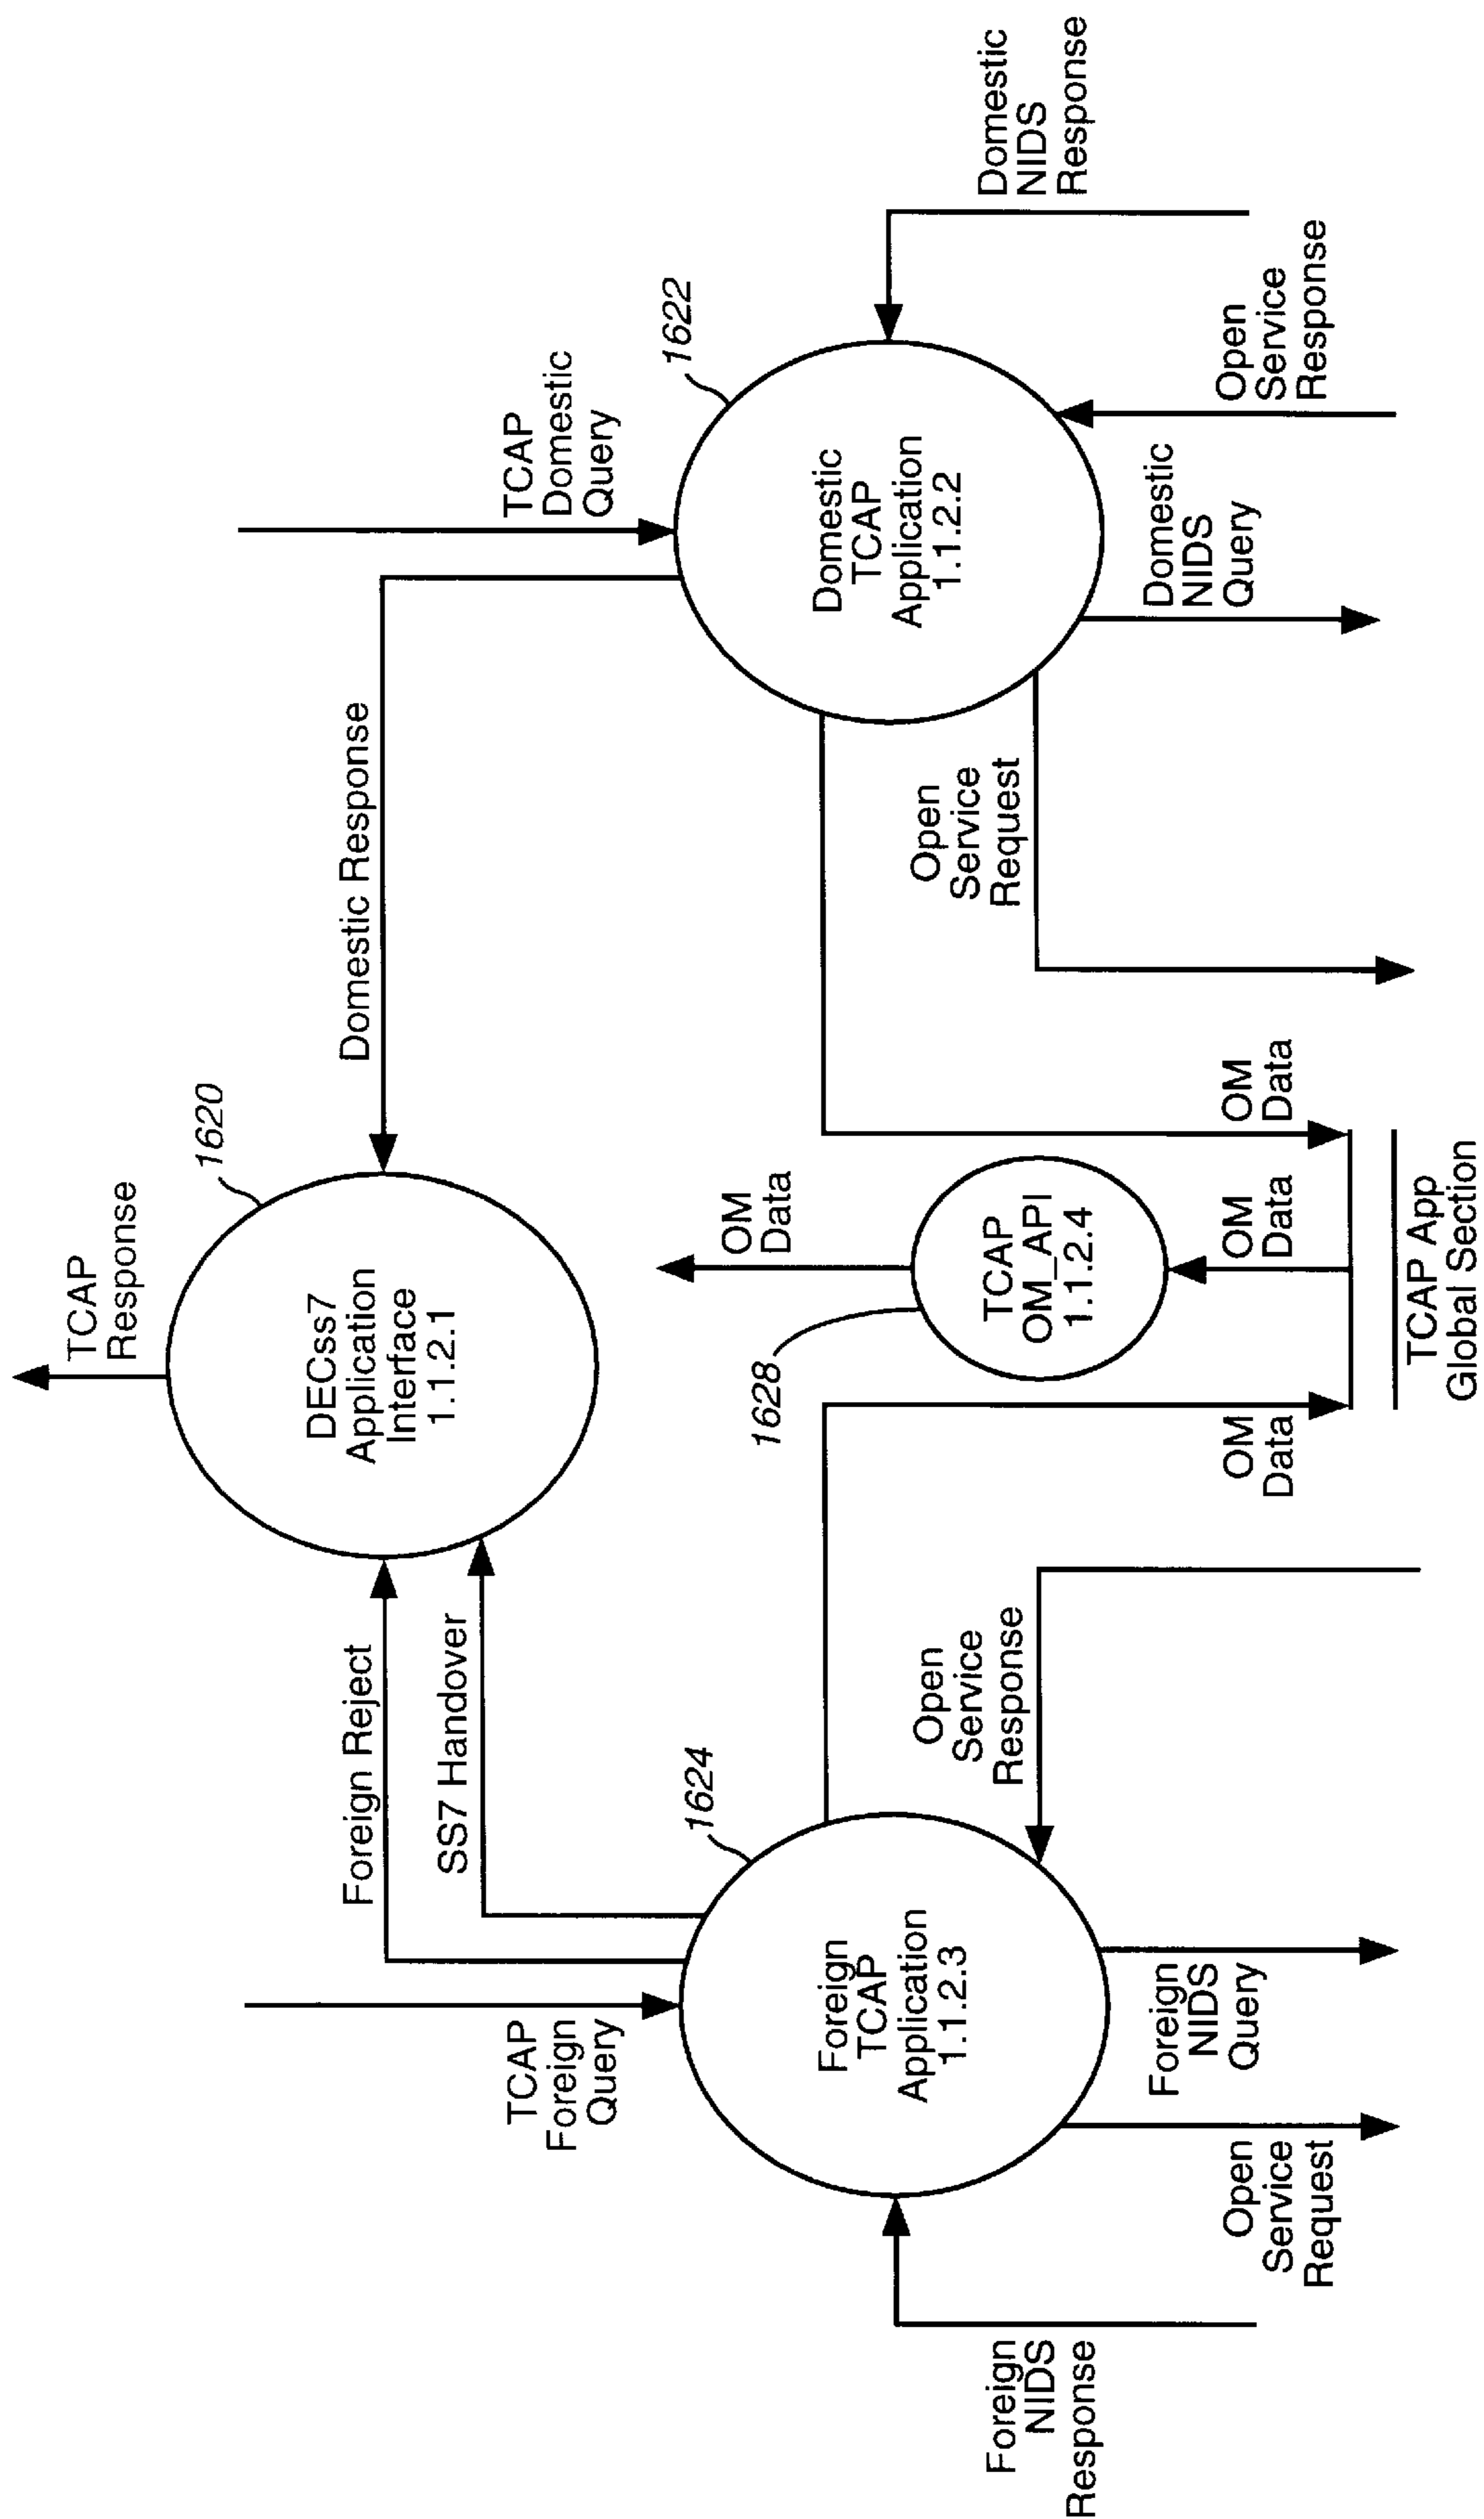 TCAP
Response
1620
DECss7
Application
Interface
1.1.2.1
Foreign Reject
SS7 Handover
Domestic Response
TCAP
Foreign
Query
TCAP
Domestic
Query
1624
1622
Foreign
TCAP
Application
1.1.2.3
Domestic
TCAP
Application
1.1.2.2
OM
Data
1628
TCAP
OM_API
1.1.2.4
Foreign
NIDS
Response
Open
Service
Request
Foreign
NIDS
Query
Open
Service
Response
OM
Data
OM
Data
OM
Data
TCAP App
Global Section
Open
Service
Request
Domestic
NIDS
Query
Open
Service
Response
Domestic
NIDS
Response